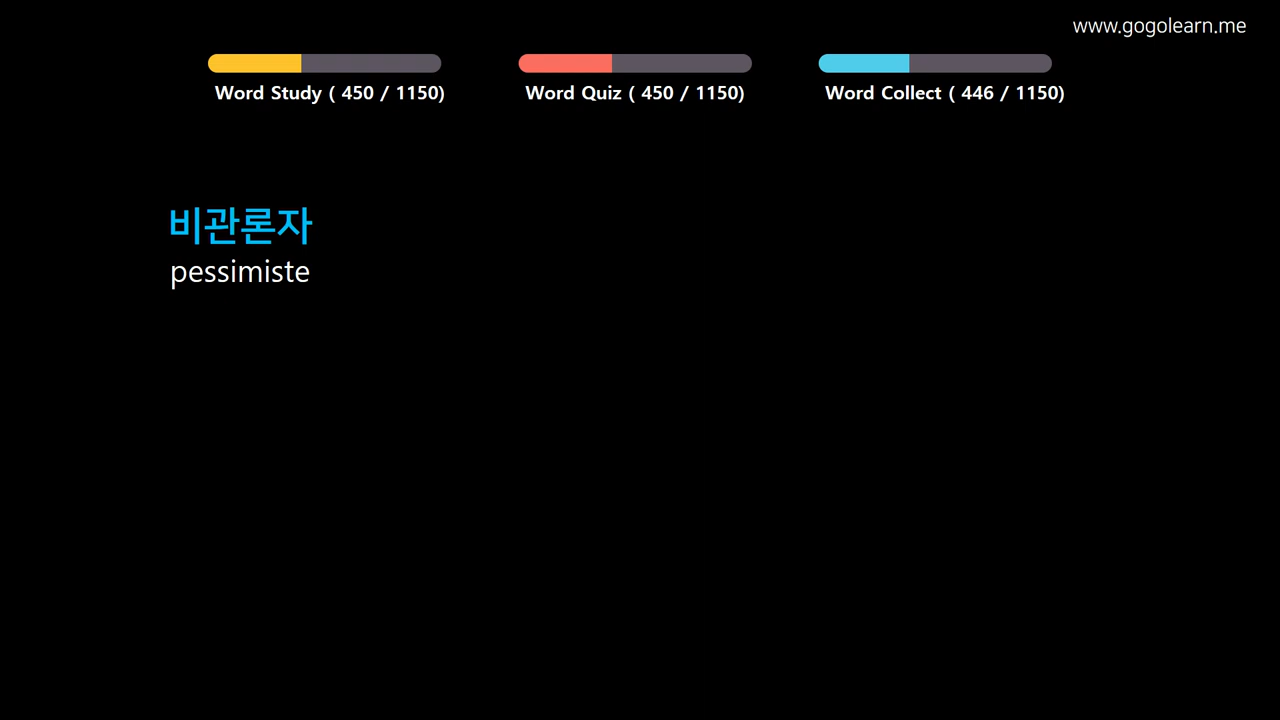 www.gogolearn.me
Word Study ( 450 / 1150)
Word Quiz ( 450 / 1150)
Word Collect ( 446 / 1150)
비관론자
pessimiste